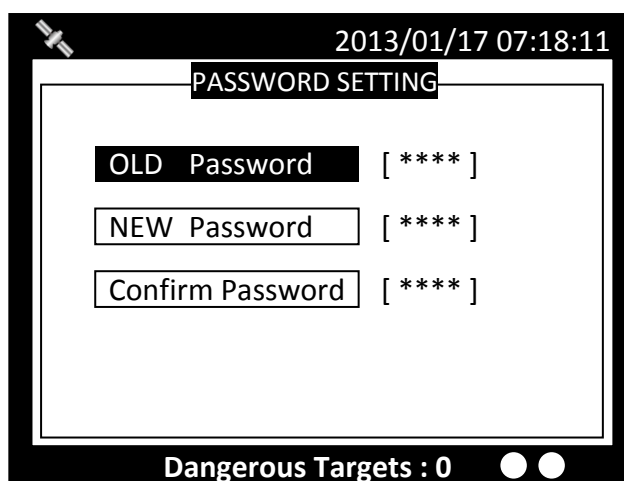 2013/01/17 07:18:11
PASSWORD SETTING
OLD Password [ **** ]
NEW Password [ **** ]
Confirm Password [ **** ]
Dangerous Targets : 0